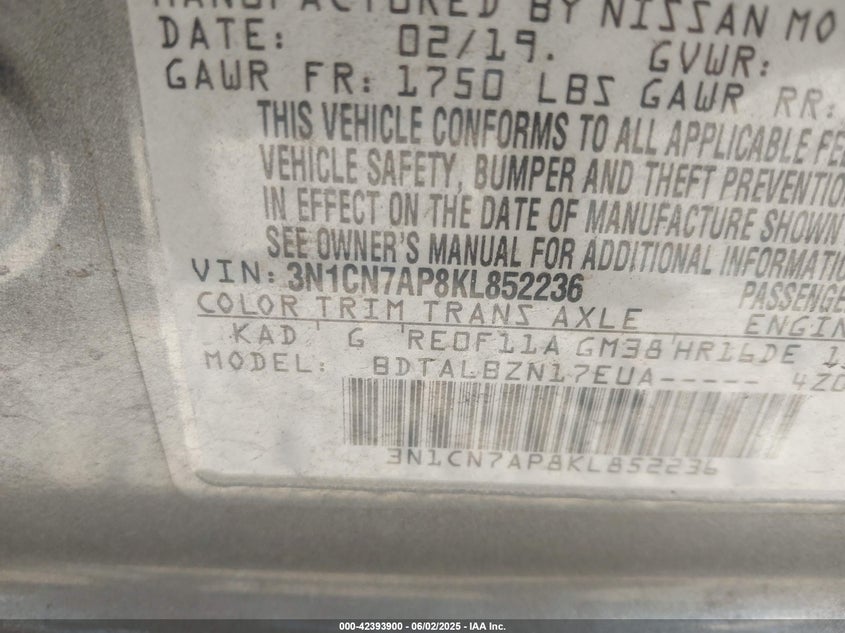 MANUFACTURED BY NISSAN MO
DATE: 02/19. GVWR:
GAWR FR: 1750 LBS GAWR RR:
THIS VEHICLE CONFORMS TO ALL APPLICABLE FE
VEHICLE SAFETY, BUMPER AND THEFT PREVENTIO
IN EFFECT ON THE DATE OF MANUFACTURE SHOWN
SEE OWNER'S MANUAL FOR ADDITIONAL INFORMATI
VIN: 3N1CN7AP8KL852236 PASSENGE
COLOR TRIM TRANS AXLE ENGIN
KAD G RE0F11A GM38 HR16DE 1
MODEL: BDTALBZN17EUA----- 4Z0
3N1CN7AP8KL852236
000-42393900 - 06/02/2025 - IAA Inc.